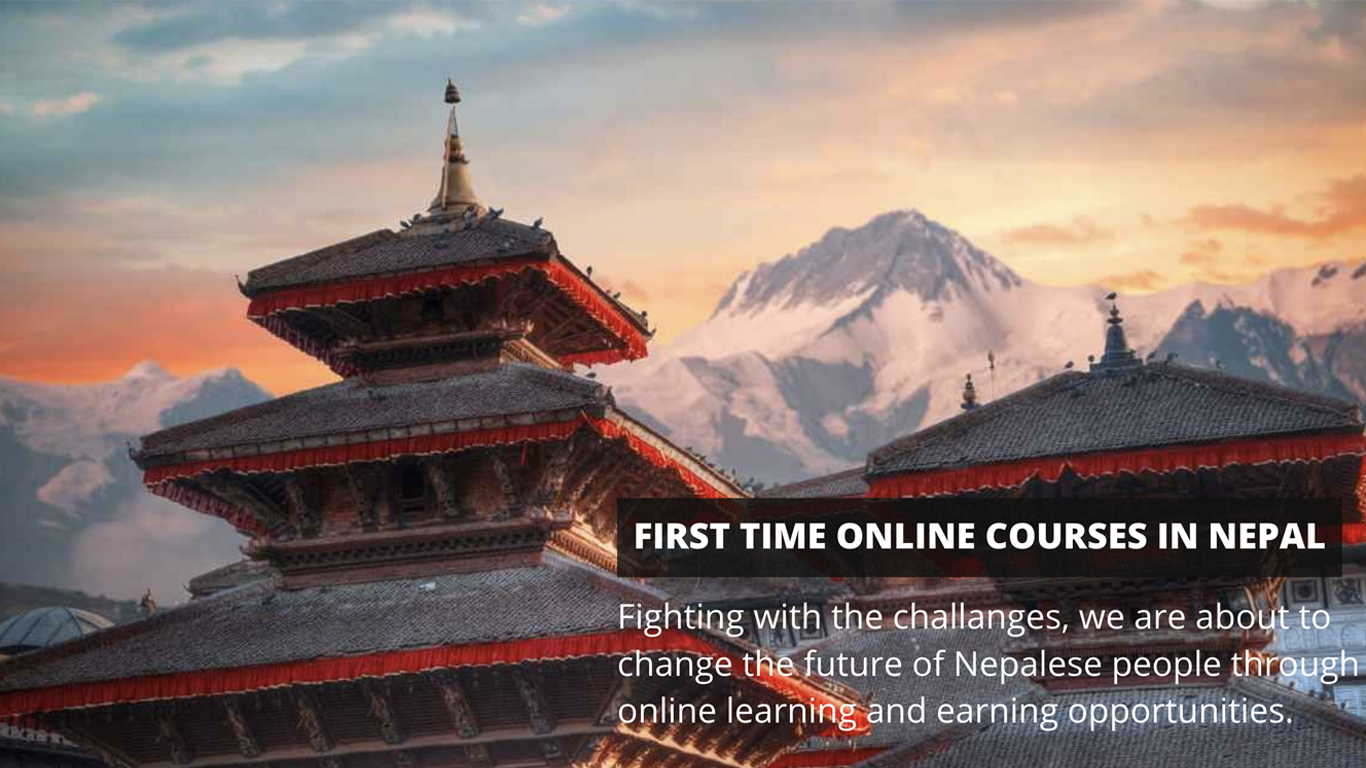 FIRST TIME ONLINE COURSES IN NEPAL
Fighting with the challanges, we are about to
change the future of Nepalese people through
online learning and earning opportunities.